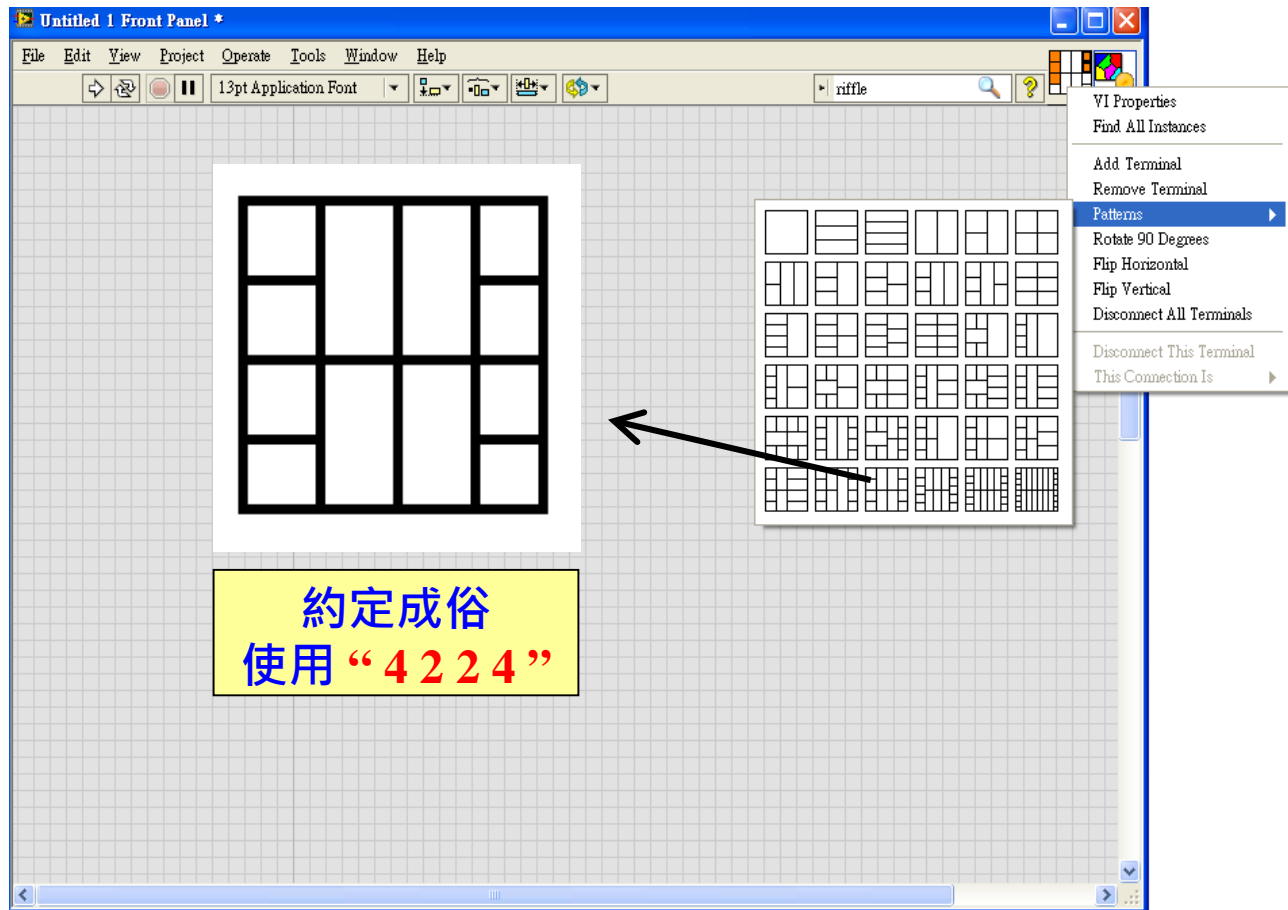 Untitled 1 Front Panel *
File Edit View Project Operate Tools Window Help
13pt Application Font
riffle
?
VI Properties
Find All Instances
Add Terminal
Remove Terminal
Patterns
Rotate 90 Degrees
Flip Horizontal
Flip Vertical
Disconnect All Terminals
Disconnect This Terminal
This Connection Is
約定成俗
使用 “ 4 2 2 4 ”